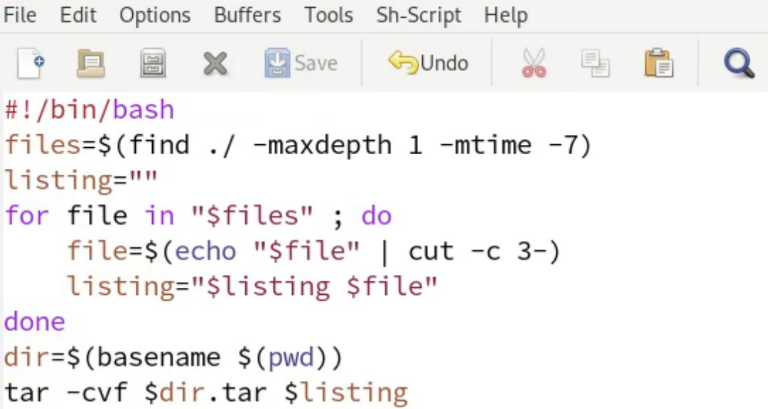 File Edit Options Buffers Tools Sh-Script Help
Save Undo
#!/bin/bash
files=$(find ./ -maxdepth 1 -mtime -7)
listing=""
for file in "$files" ; do
    file=$(echo "$file" | cut -c 3-)
    listing="$listing $file"
done
dir=$(basename $(pwd))
tar -cvf $dir.tar $listing